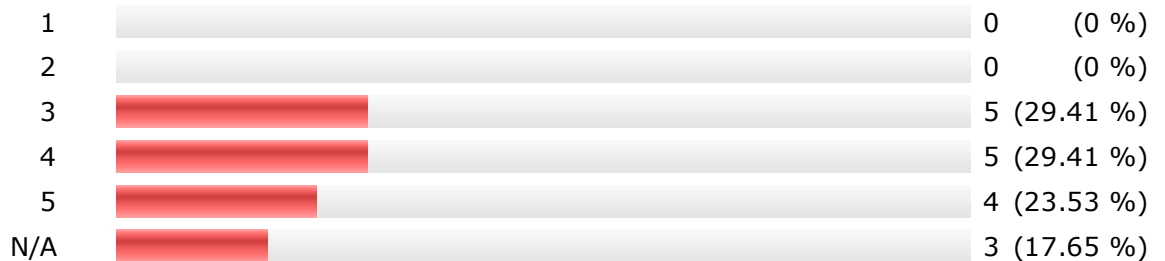 1 0 (0 %)
2 0 (0 %)
3 5 (29.41 %)
4 5 (29.41 %)
5 4 (23.53 %)
N/A 3 (17.65 %)